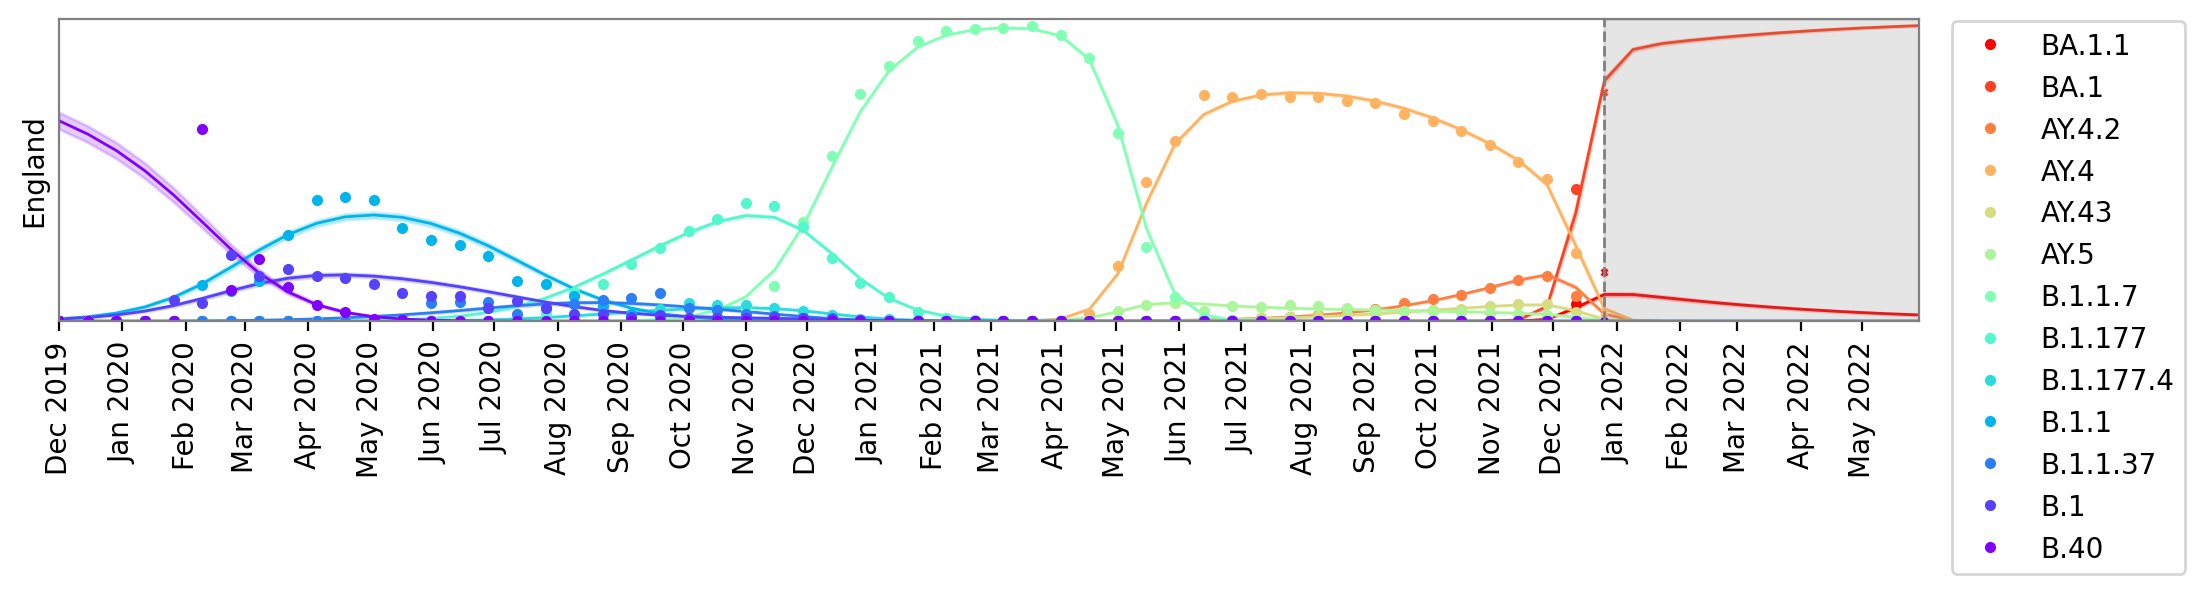 England
Dec 2019
Jan 2020
Feb 2020
Mar 2020
Apr 2020
May 2020
Jun 2020
Jul 2020
Aug 2020
Sep 2020
Oct 2020
Nov 2020
Dec 2020
Jan 2021
Feb 2021
Mar 2021
Apr 2021
May 2021
Jun 2021
Jul 2021
Aug 2021
Sep 2021
Oct 2021
Nov 2021
Dec 2021
Jan 2022
Feb 2022
Mar 2022
Apr 2022
May 2022
BA.1.1
BA.1
AY.4.2
AY.4
AY.43
AY.5
B.1.1.7
B.1.177
B.1.177.4
B.1.1
B.1.1.37
B.1
B.40